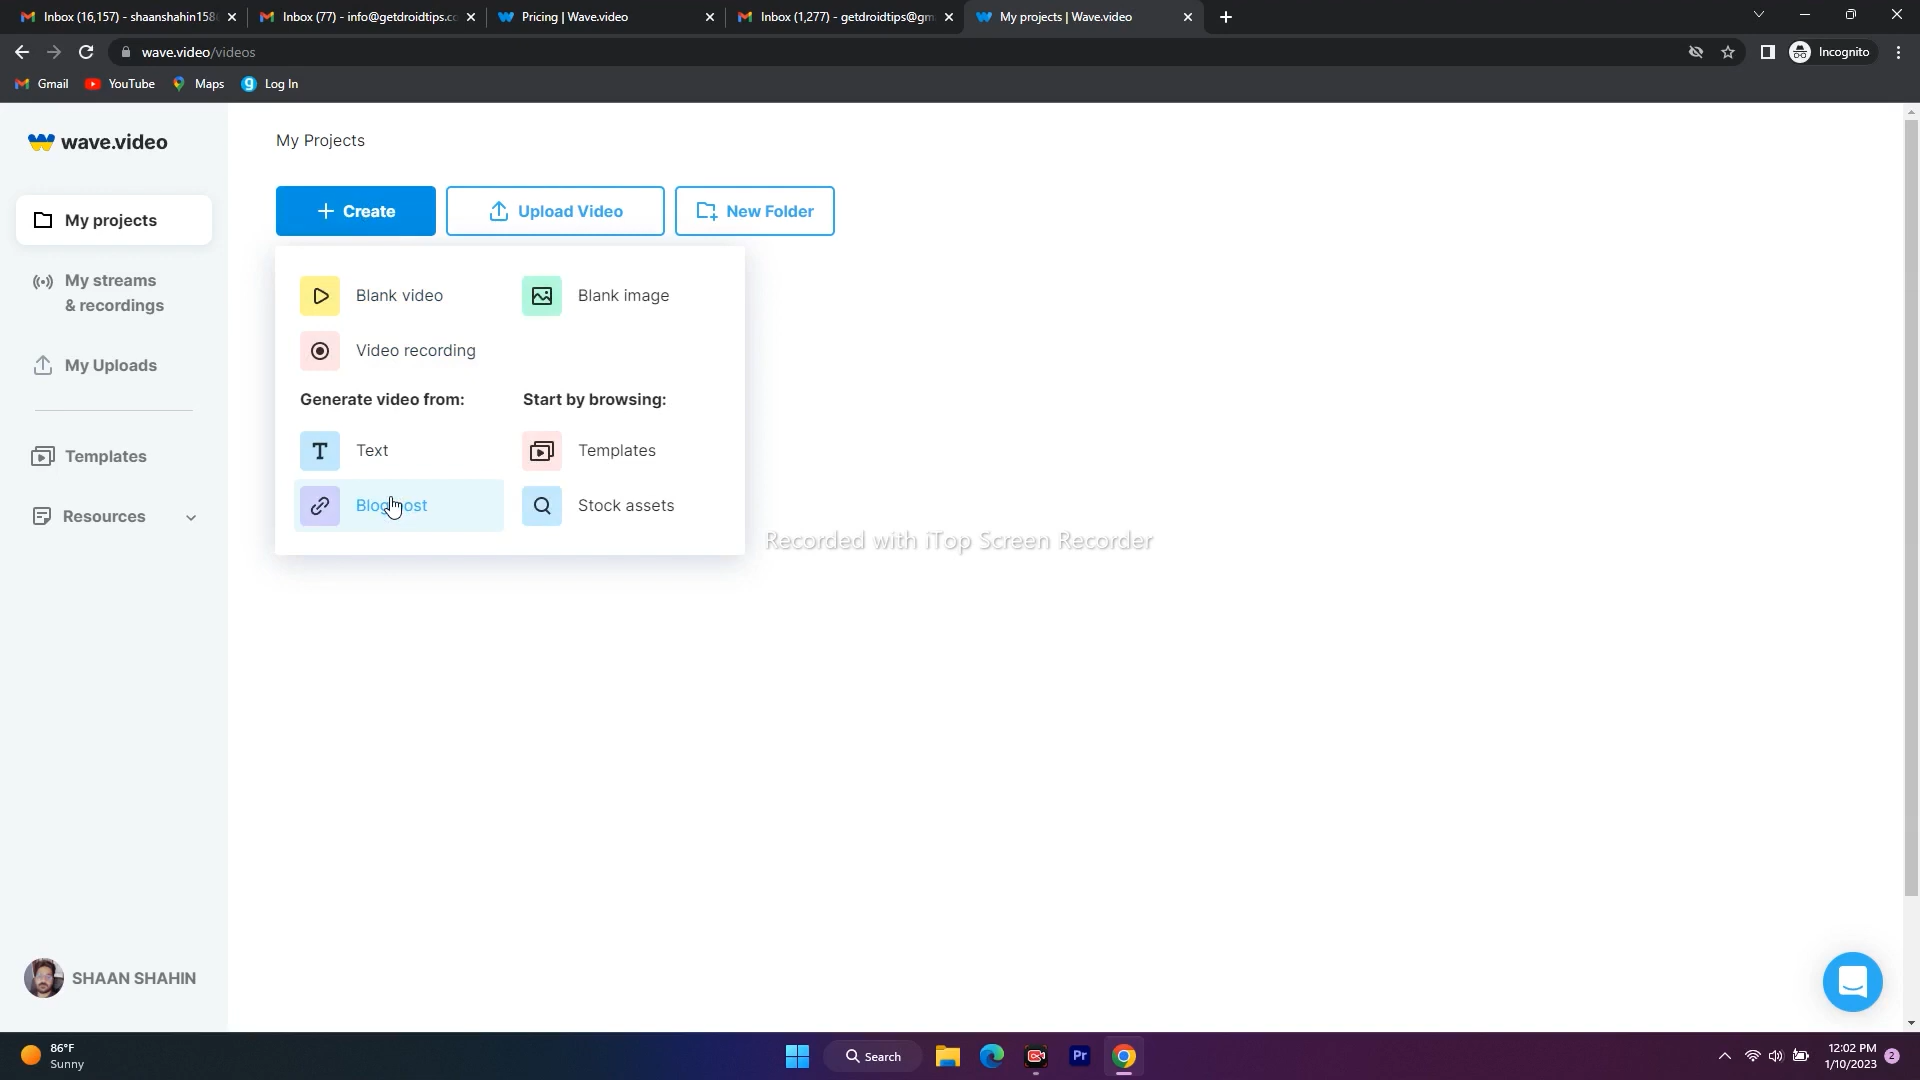 Inbox (16,157) - shaanshahin158
Inbox (77) - info@getdroidtips.co
Pricing | Wave.video
Inbox (1,277) - getdroidtips@gm
My projects | Wave.video
wave.video/videos
Incognito
Gmail
YouTube
Maps
Log In
wave.video
My projects
My streams
& recordings
My Uploads
Templates
Resources
SHAAN SHAHIN
My Projects
+ Create
Upload Video
New Folder
Blank video
Blank image
Video recording
Generate video from:
Start by browsing:
Text
Templates
Blog post
Stock assets
Recorded with iTop Screen Recorder
86°F
Sunny
Search
Pr
12:02 PM
1/10/2023
2